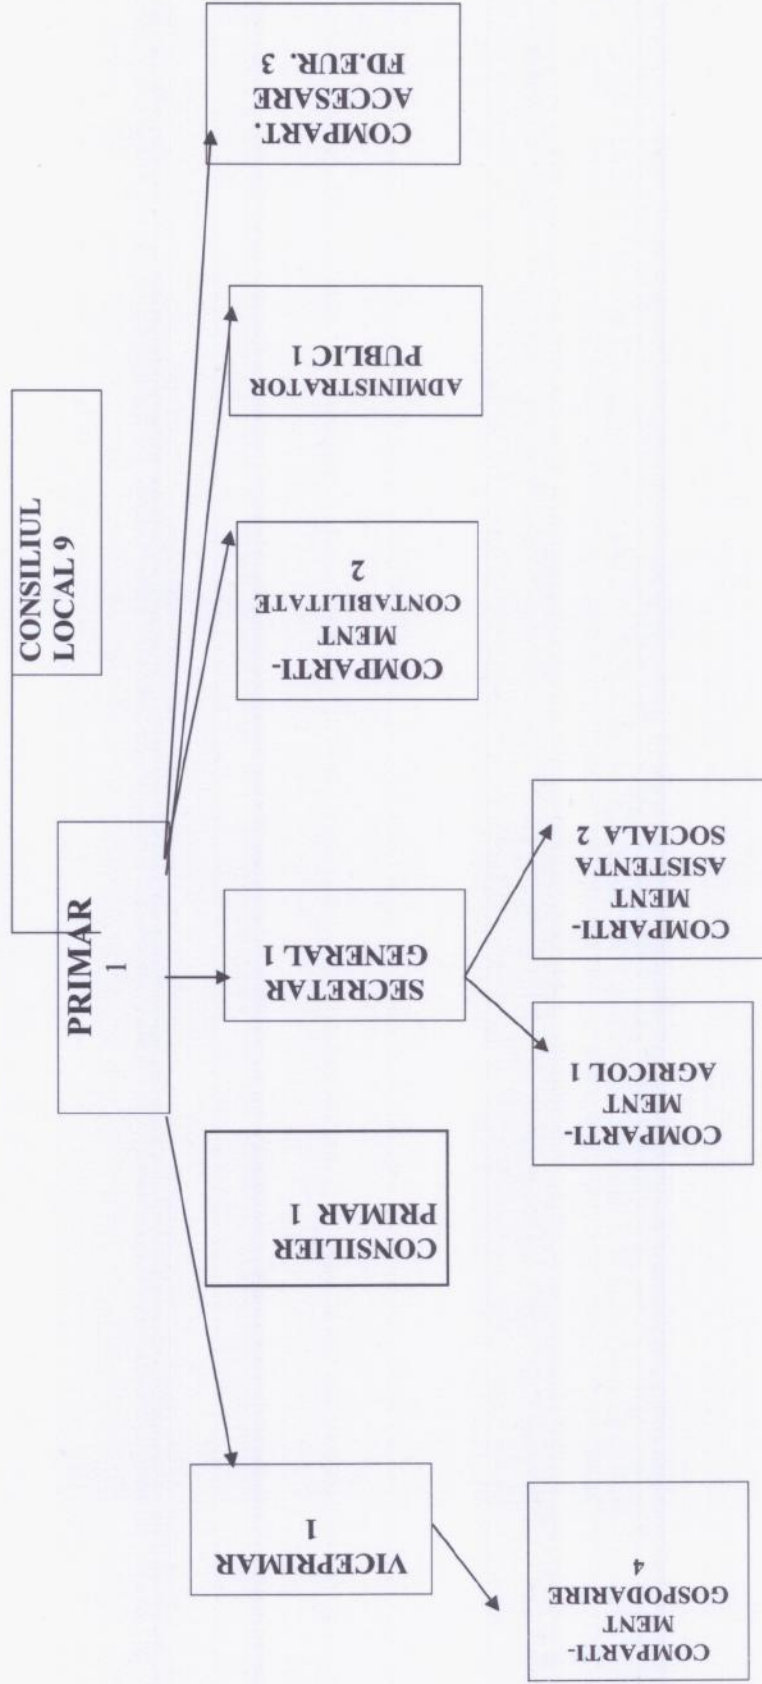 CONSILIUL
LOCAL 9
PRIMAR
1
VICEPRIMAR
1
CONSILIER
PRIMAR 1
SECRETAR
GENERAL 1
COMPARTI-
MENT
CONTABILITATE
2
ADMINISTRATOR
PUBLIC 1
COMPART.
ACCESARE
FD.EUR. 3
COMPARTI-
MENT
GOSPODARIRE
4
COMPARTI-
MENT
AGRICOL 1
COMPARTI-
MENT
ASISTENTA
SOCIALA 2